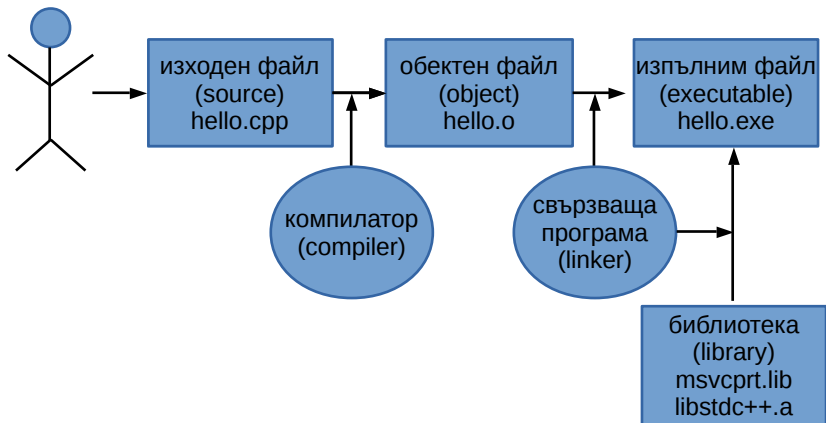 изходен файл
(source)
hello.cpp
обектен файл
(object)
hello.o
изпълним файл
(executable)
hello.exe
компилатор
(compiler)
свързваща
програма
(linker)
библиотека
(library)
msvcprt.lib
libstdc++.a